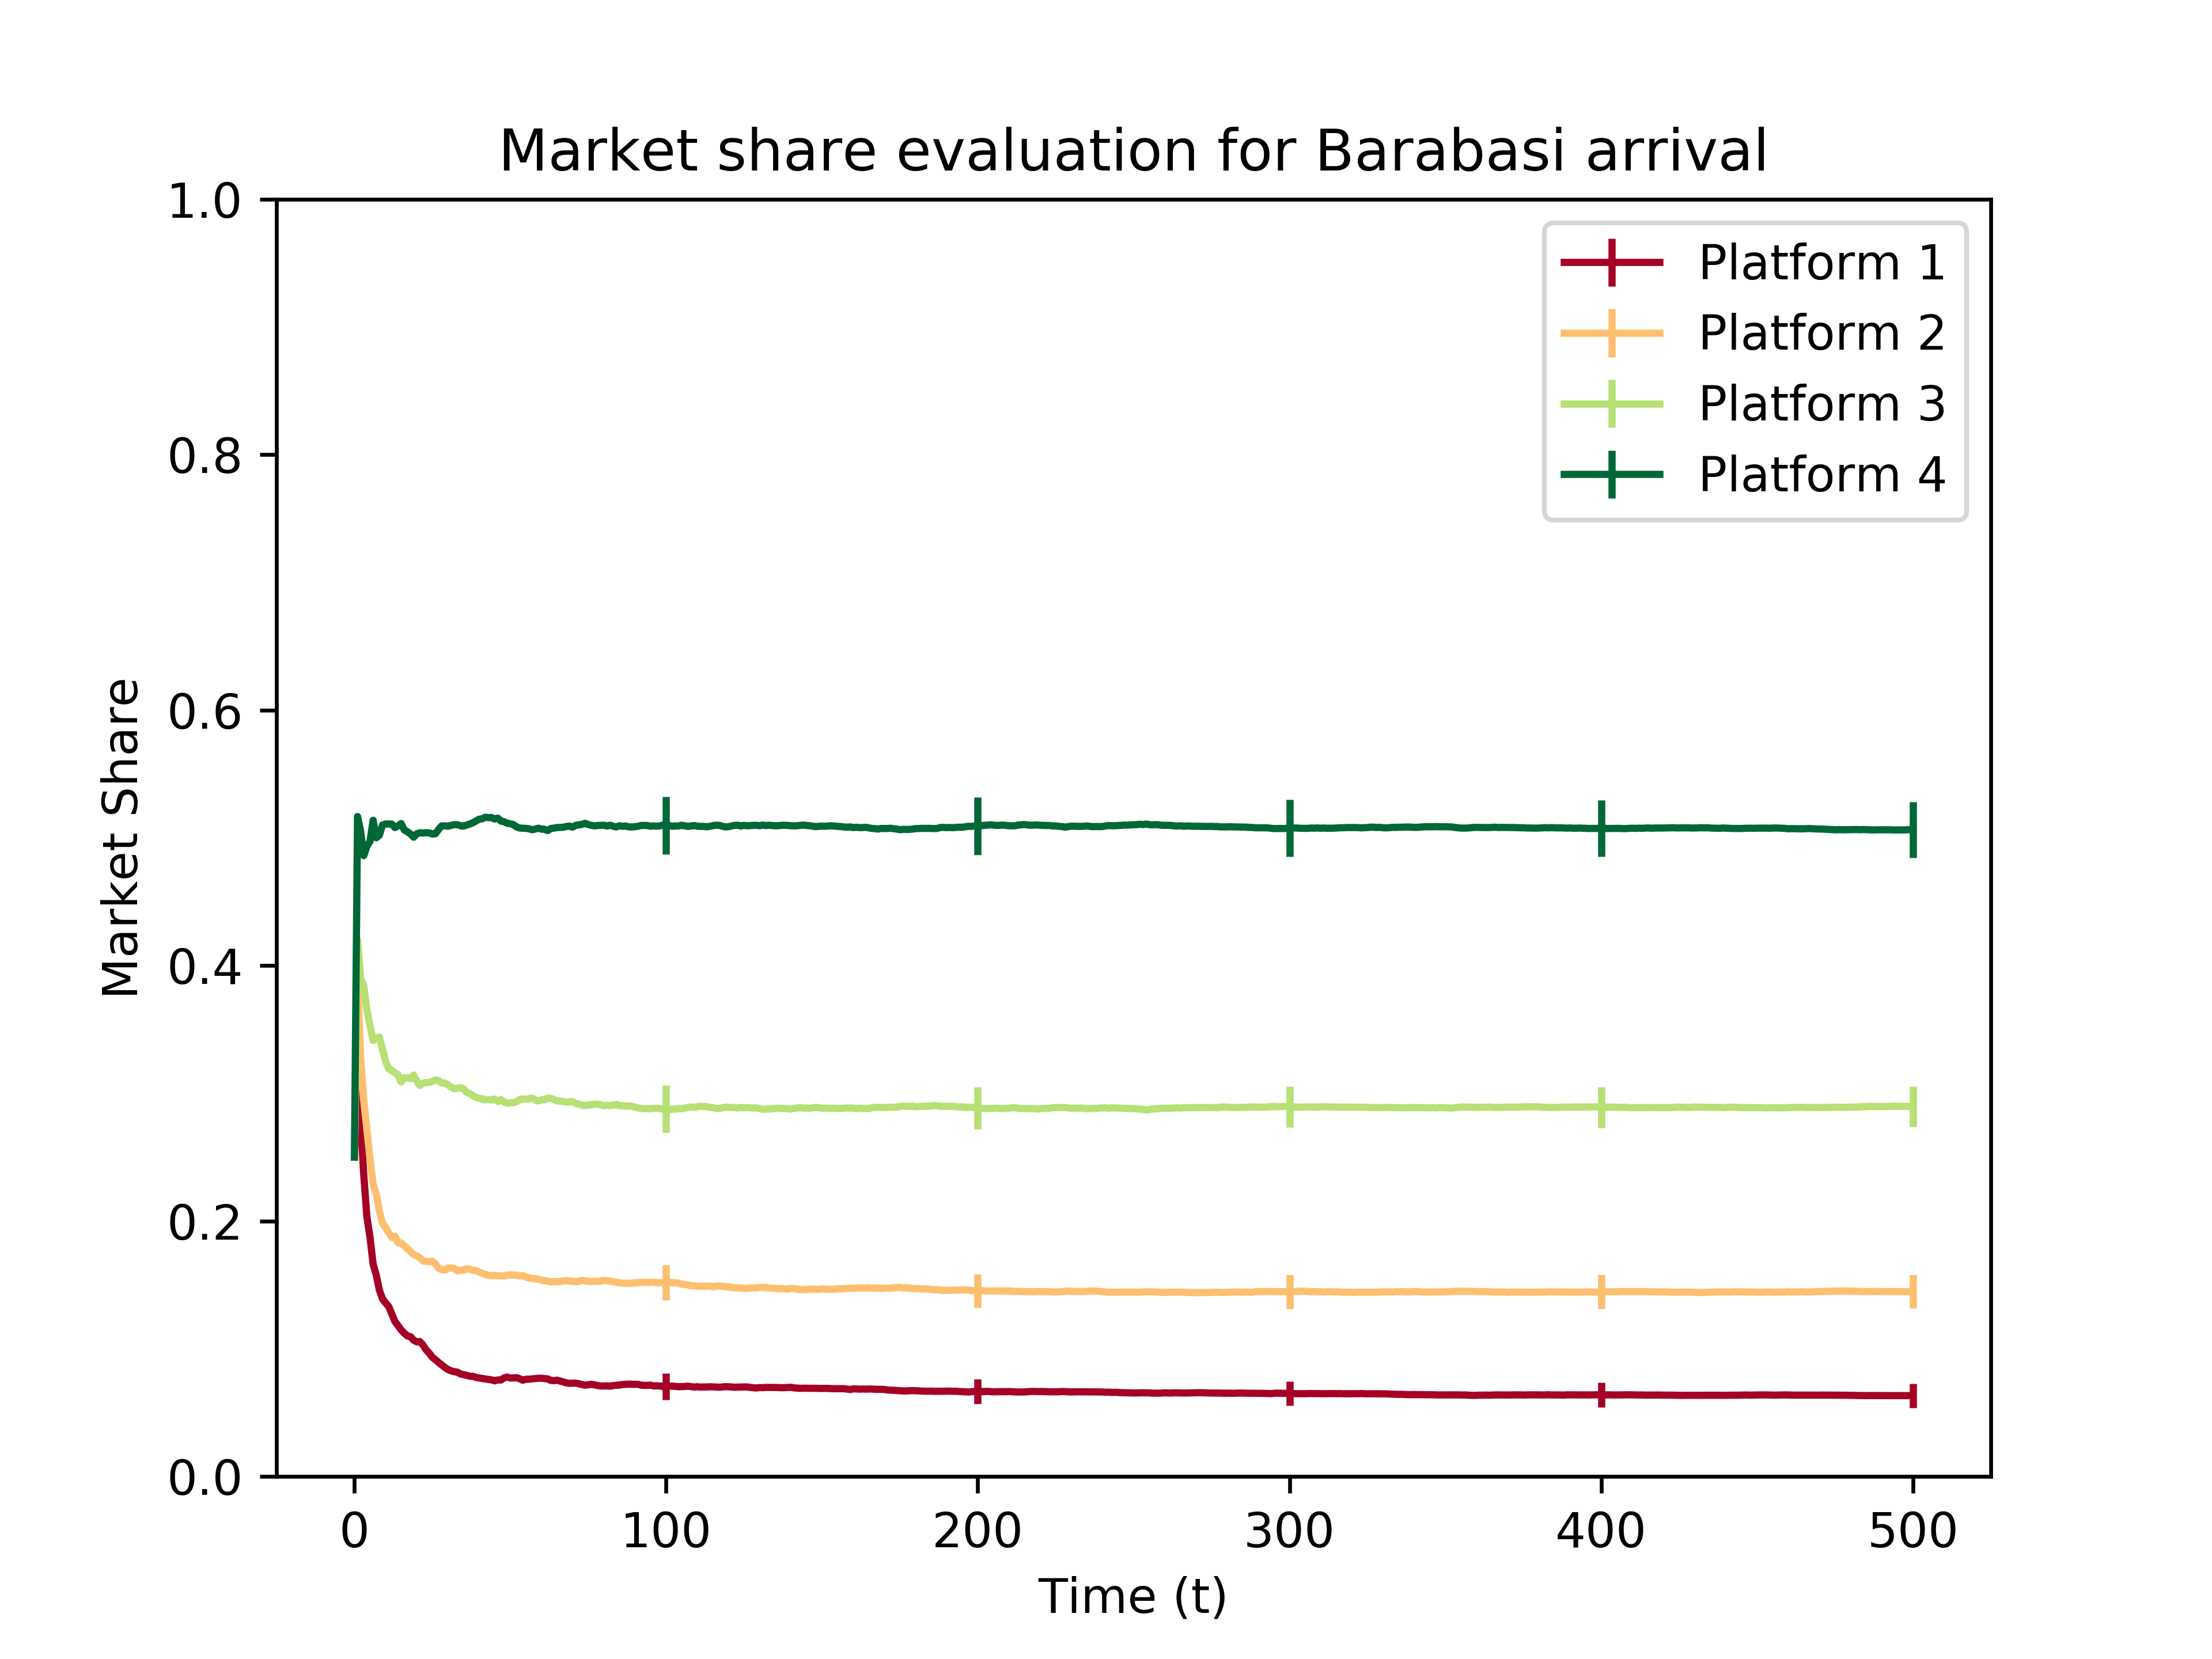 Market share evaluation for Barabasi arrival
1.0
0.8
0.6
0.4
0.2
0.0
Market Share
Platform 1
Platform 2
Platform 3
Platform 4
0 100 200 300 400 500
Time (t)